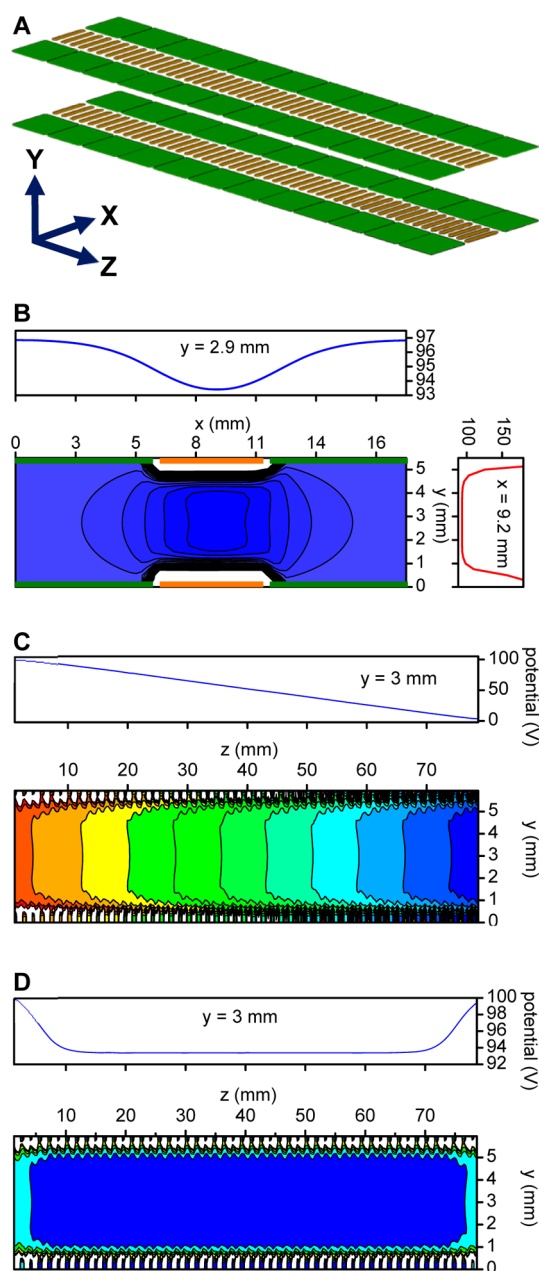 A
Y
X
Z
B
y = 2.9 mm
97
96
95
94
93
x (mm)
0 3 5 8 11 14 16
100 150
5
4
3
2
1
0
y (mm)
x = 9.2 mm
C
y = 3 mm
100
50
0
potential (V)
z (mm)
10 20 30 40 50 60 70
5
4
3
2
1
0
y (mm)
D
y = 3 mm
100
98
96
94
92
potential (V)
z (mm)
10 20 30 40 50 60 70
5
4
3
2
1
0
y (mm)